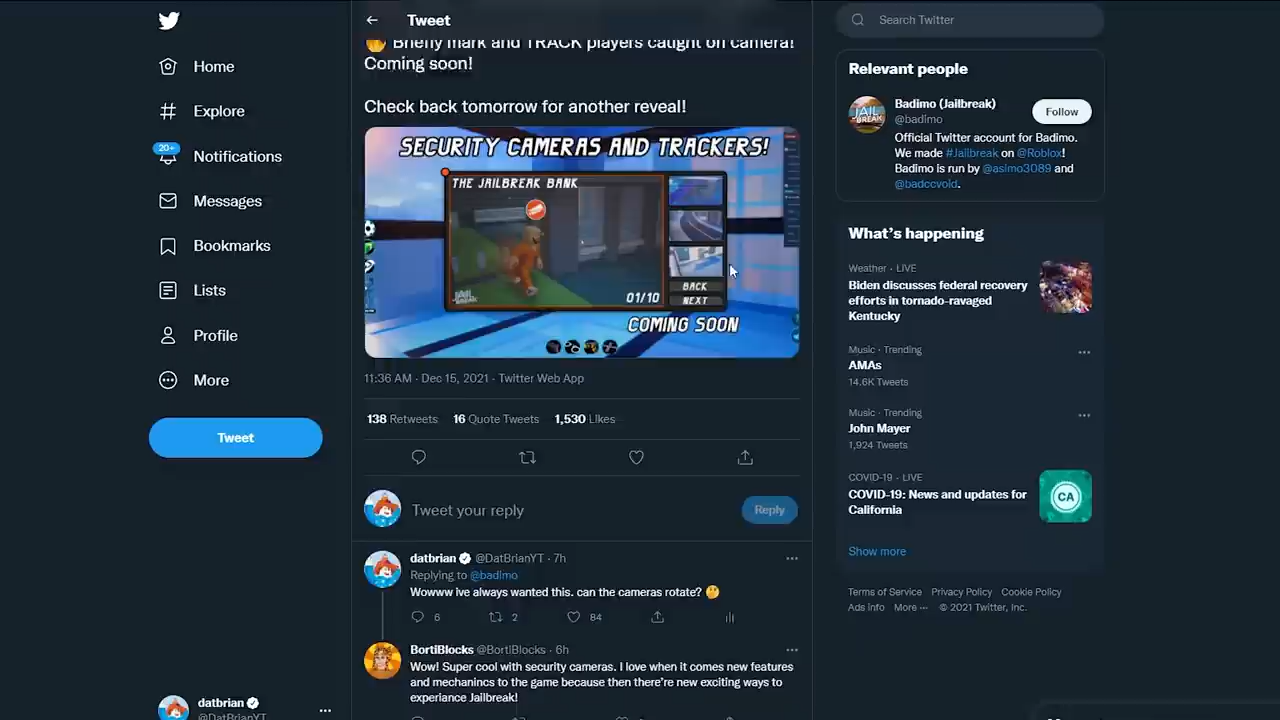 Tweet
Search Twitter
Home
Explore
20+
Notifications
Messages
Bookmarks
Lists
Profile
More
Tweet
datbrian
@DatBrianYT
Briefly mark and TRACK players caught on camera!
Coming soon!
Check back tomorrow for another reveal!
SECURITY CAMERAS AND TRACKERS!
THE JAILBREAK BANK
JAIL
BREAK
01/10
BACK
NEXT
COMING SOON
11:36 AM · Dec 15, 2021 · Twitter Web App
138 Retweets 16 Quote Tweets 1,530 Likes
Tweet your reply
Reply
datbrian @DatBrianYT · 7h
Replying to @badimo
Wowww ive always wanted this. can the cameras rotate? 🤔
6 2 84
BortiBlocks @BortiBlocks · 6h
Wow! Super cool with security cameras. I love when it comes new features
and mechanincs to the game because then there're new exciting ways to
experiance Jailbreak!
Relevant people
JAIL
BREAK
Badimo (Jailbreak)
@badimo
Follow
Official Twitter account for Badimo.
We made #Jailbreak on @Roblox!
Badimo is run by @asimo3089 and
@badccvoid.
What's happening
Weather · LIVE
Biden discusses federal recovery
efforts in tornado-ravaged
Kentucky
Music · Trending
AMAs
14.6K Tweets
Music · Trending
John Mayer
1,924 Tweets
COVID-19 · LIVE
COVID-19: News and updates for
California
CA
Show more
Terms of Service Privacy Policy Cookie Policy
Ads info More ··· © 2021 Twitter, Inc.